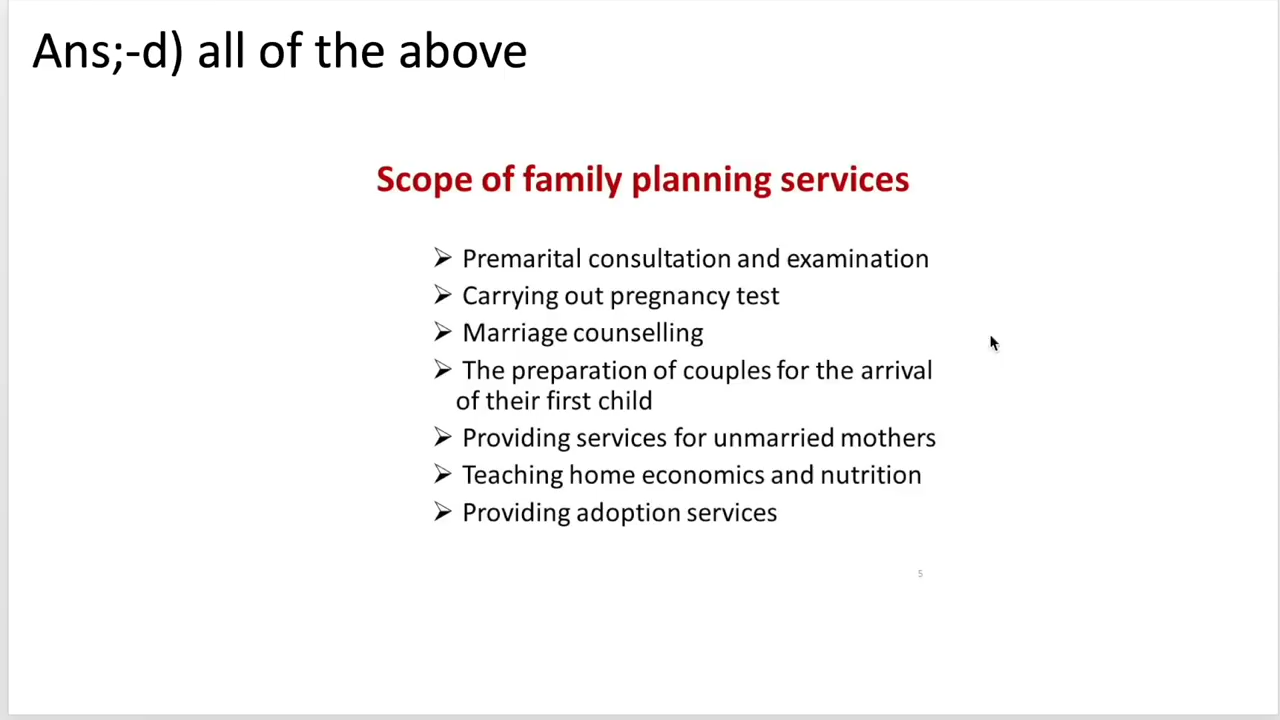 Ans;-d) all of the above
Scope of family planning services
➢ Premarital consultation and examination
➢ Carrying out pregnancy test
➢ Marriage counselling
➢ The preparation of couples for the arrival
of their first child
➢ Providing services for unmarried mothers
➢ Teaching home economics and nutrition
➢ Providing adoption services
5